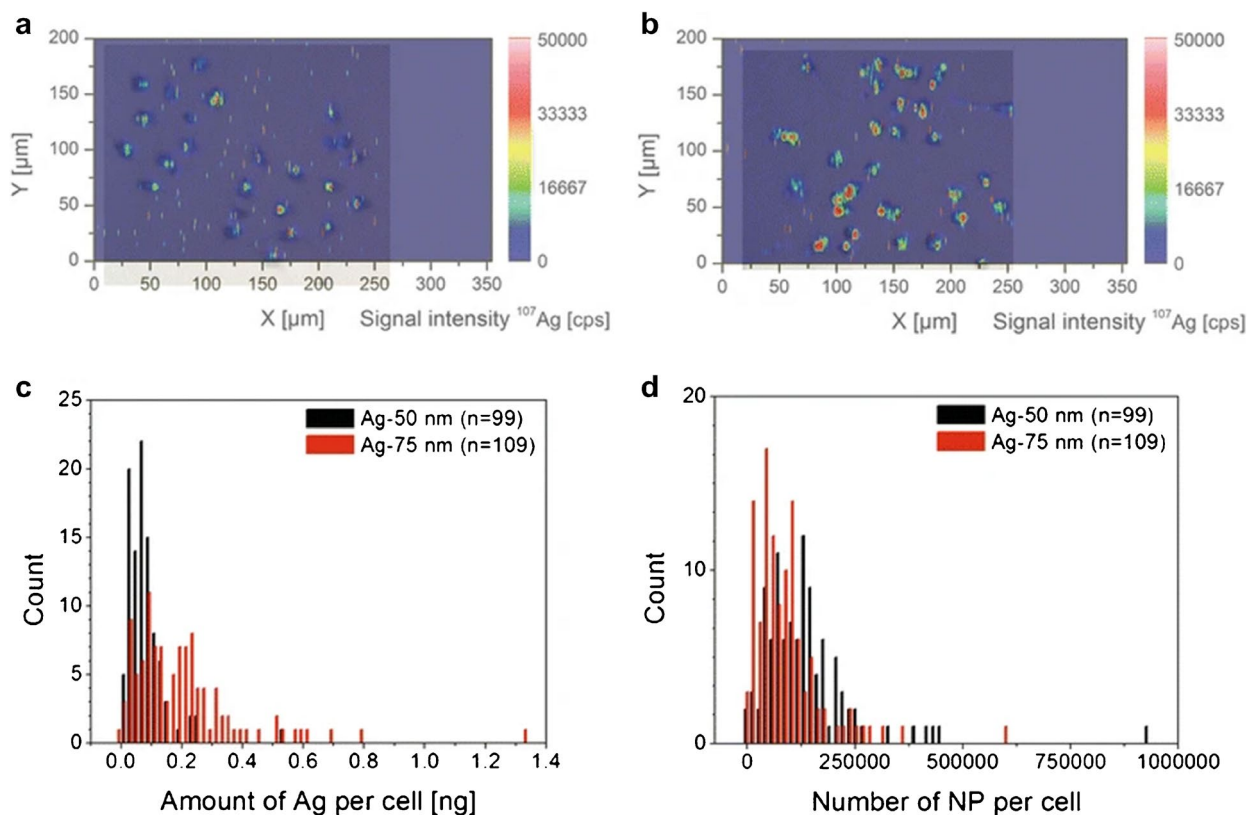 a
200
150
100
50
0
Y [µm]
0 50 100 150 200 250 300 350
X [µm] Signal intensity ¹⁰⁷Ag [cps]
50000
33333
16667
0
b
200
150
100
50
0
Y [µm]
0 50 100 150 200 250 300 350
X [µm] Signal intensity ¹⁰⁷Ag [cps]
50000
33333
16667
0
c
25
20
15
10
5
0
Count
Ag-50 nm (n=99)
Ag-75 nm (n=109)
0.0 0.2 0.4 0.6 0.8 1.0 1.2 1.4
Amount of Ag per cell [ng]
d
20
10
0
Count
Ag-50 nm (n=99)
Ag-75 nm (n=109)
0 250000 500000 750000 1000000
Number of NP per cell